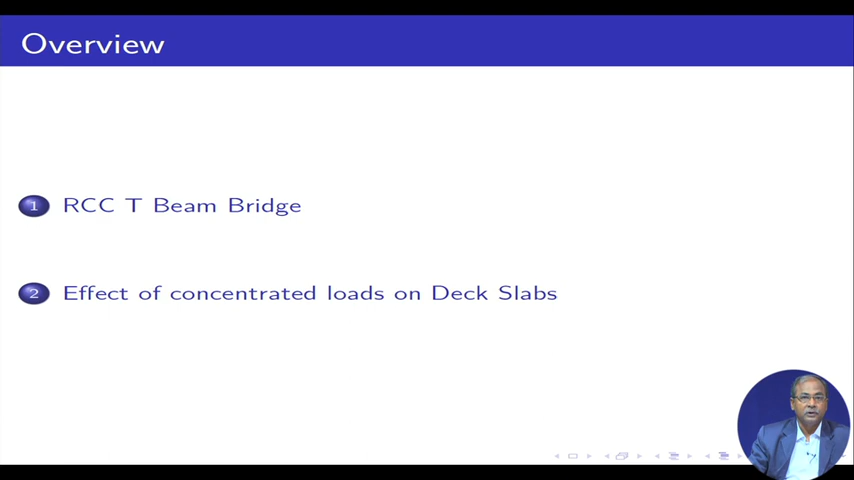 Overview
1 RCC T Beam Bridge
2 Effect of concentrated loads on Deck Slabs